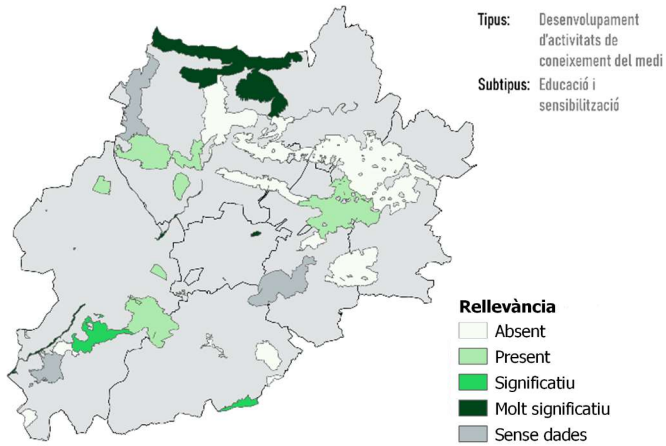 Tipus: Desenvolupament
d'activitats de
coneixement del medi
Subtipus: Educació i
sensibilització
Rellevància
Absent
Present
Significatiu
Molt significatiu
Sense dades